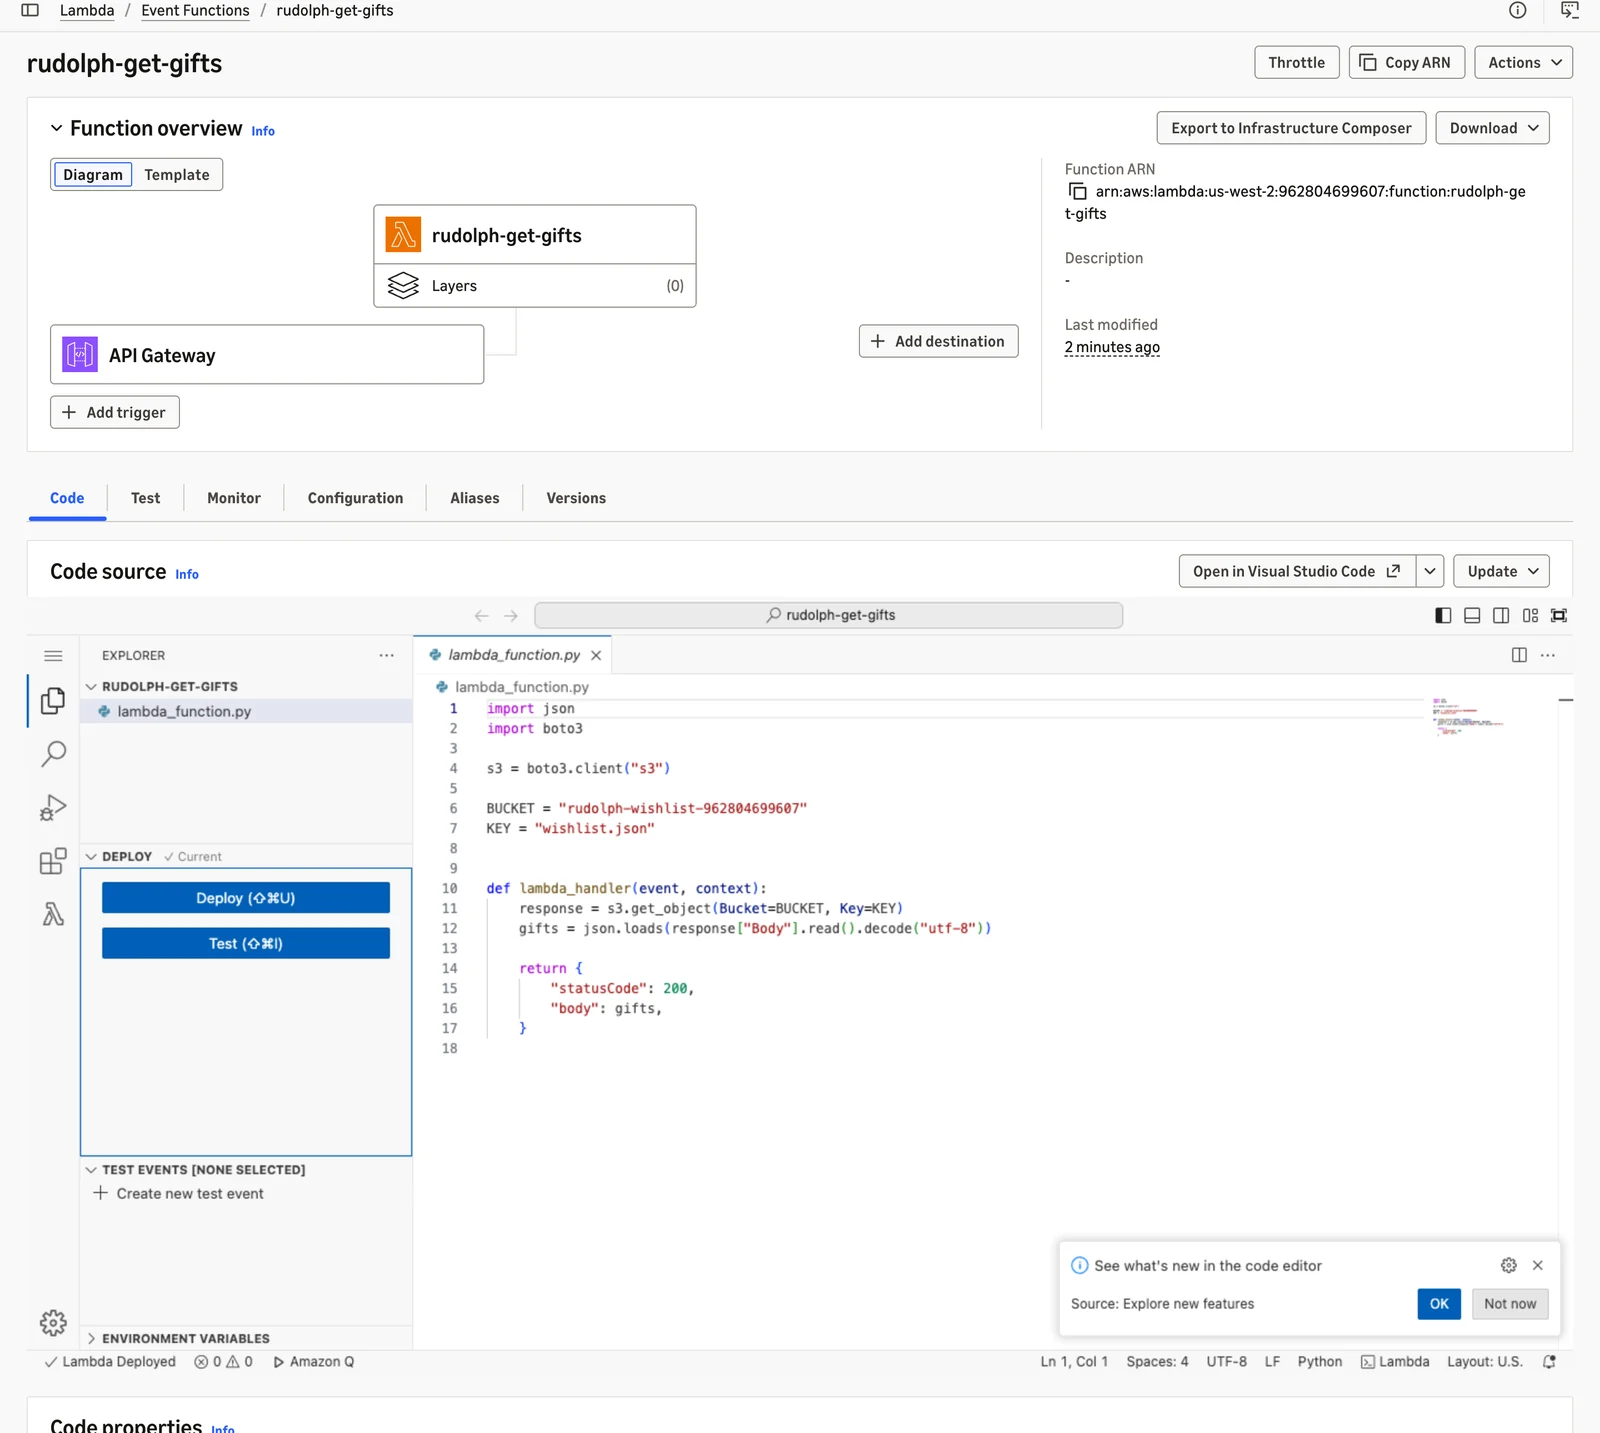 Lambda / Event Functions / rudolph-get-gifts
rudolph-get-gifts
Throttle
Copy ARN
Actions
Function overview Info
Export to Infrastructure Composer
Download
Diagram
Template
rudolph-get-gifts
Layers (0)
API Gateway
Add trigger
Add destination
Function ARN
arn:aws:lambda:us-west-2:962804699607:function:rudolph-ge
t-gifts
Description
-
Last modified
2 minutes ago
Code
Test
Monitor
Configuration
Aliases
Versions
Code source Info
Open in Visual Studio Code
Update
rudolph-get-gifts
EXPLORER
RUDOLPH-GET-GIFTS
lambda_function.py
DEPLOY Current
Deploy (⇧⌘U)
Test (⇧⌘I)
TEST EVENTS [NONE SELECTED]
Create new test event
ENVIRONMENT VARIABLES
lambda_function.py
lambda_function.py
1 import json
2 import boto3
3
4 s3 = boto3.client("s3")
5
6 BUCKET = "rudolph-wishlist-962804699607"
7 KEY = "wishlist.json"
8
9
10 def lambda_handler(event, context):
11 response = s3.get_object(Bucket=BUCKET, Key=KEY)
12 gifts = json.loads(response["Body"].read().decode("utf-8"))
13
14 return {
15 "statusCode": 200,
16 "body": gifts,
17 }
18
See what's new in the code editor
Source: Explore new features
OK
Not now
Lambda Deployed 0 0 Amazon Q
Ln 1, Col 1 Spaces: 4 UTF-8 LF Python Lambda Layout: U.S.
Code properties Info